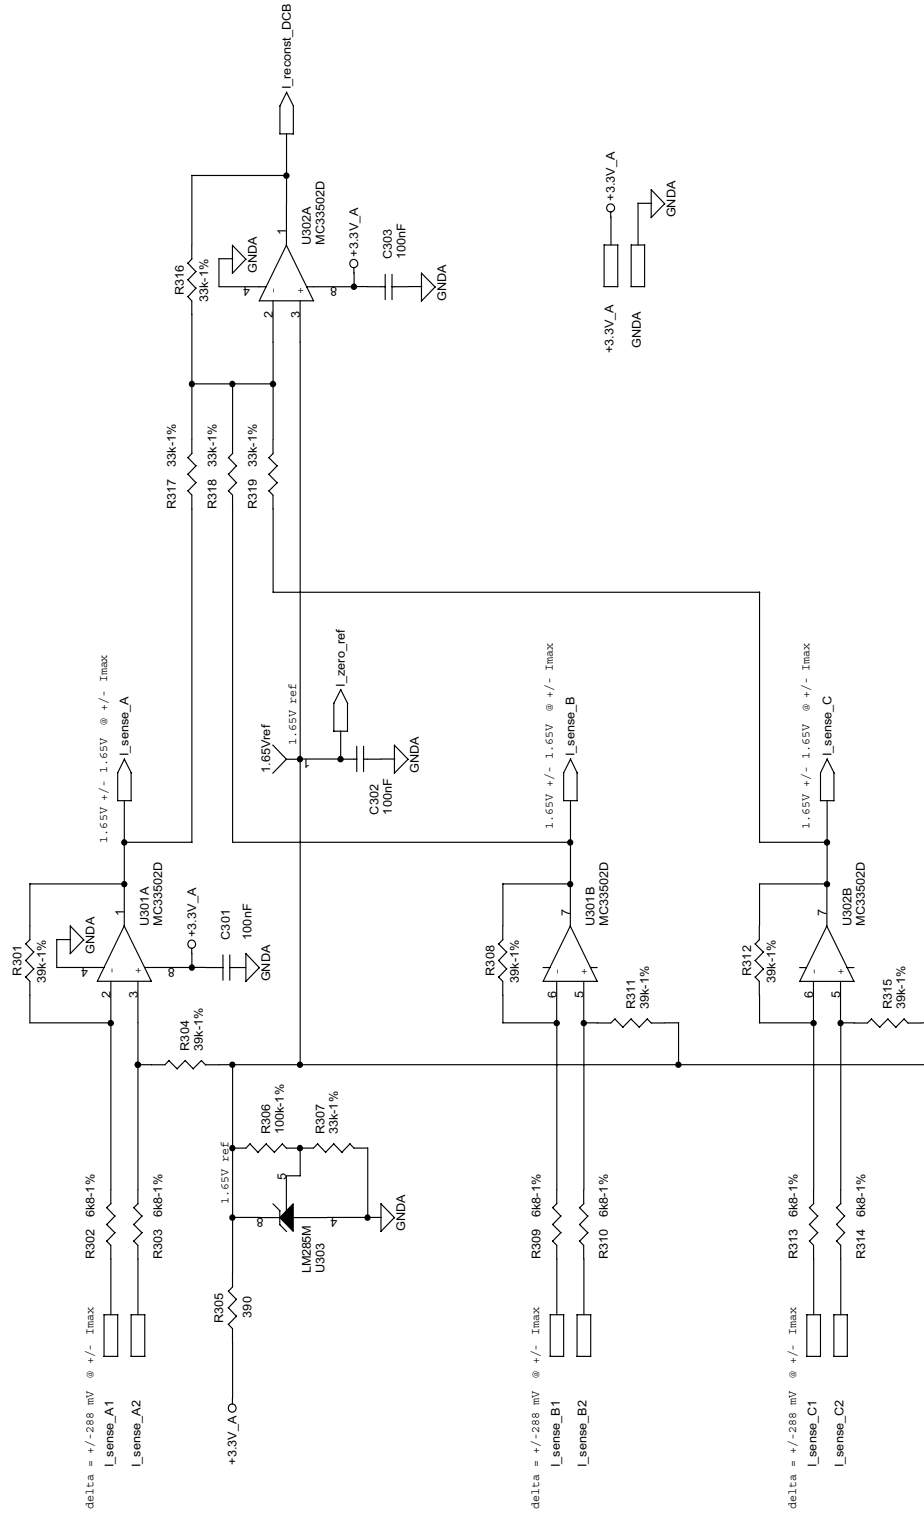 delta = +/-288 mV @ +/- Imax
I_sense_A1
I_sense_A2
R302 6k8-1%
R303 6k8-1%
R301
39k-1%
GNDA
4
2
3
-
+
1
8
U301A
MC33502D
+3.3V_A
C301
100nF
GNDA
1.65V +/- 1.65V @ +/- Imax
I_sense_A
R304
39k-1%
+3.3V_A
R305
390
1.65V ref
8
5
4
LM285M
U303
R306
100k-1%
R307
33k-1%
GNDA
1.65Vref
1
1.65V ref
I_zero_ref
C302
100nF
GNDA
R317 33k-1%
R318 33k-1%
R319 33k-1%
R316
33k-1%
GNDA
4
2
3
-
+
1
8
U302A
MC33502D
+3.3V_A
C303
100nF
GNDA
I_reconst_DCB
delta = +/-288 mV @ +/- Imax
I_sense_B1
I_sense_B2
R309 6k8-1%
R310 6k8-1%
R308
39k-1%
6
5
-
+
7
U301B
MC33502D
R311
39k-1%
1.65V +/- 1.65V @ +/- Imax
I_sense_B
+3.3V_A
+3.3V_A
GNDA
GNDA
delta = +/-288 mV @ +/- Imax
I_sense_C1
I_sense_C2
R313 6k8-1%
R314 6k8-1%
R312
39k-1%
6
5
-
+
7
U302B
MC33502D
R315
39k-1%
1.65V +/- 1.65V @ +/- Imax
I_sense_C